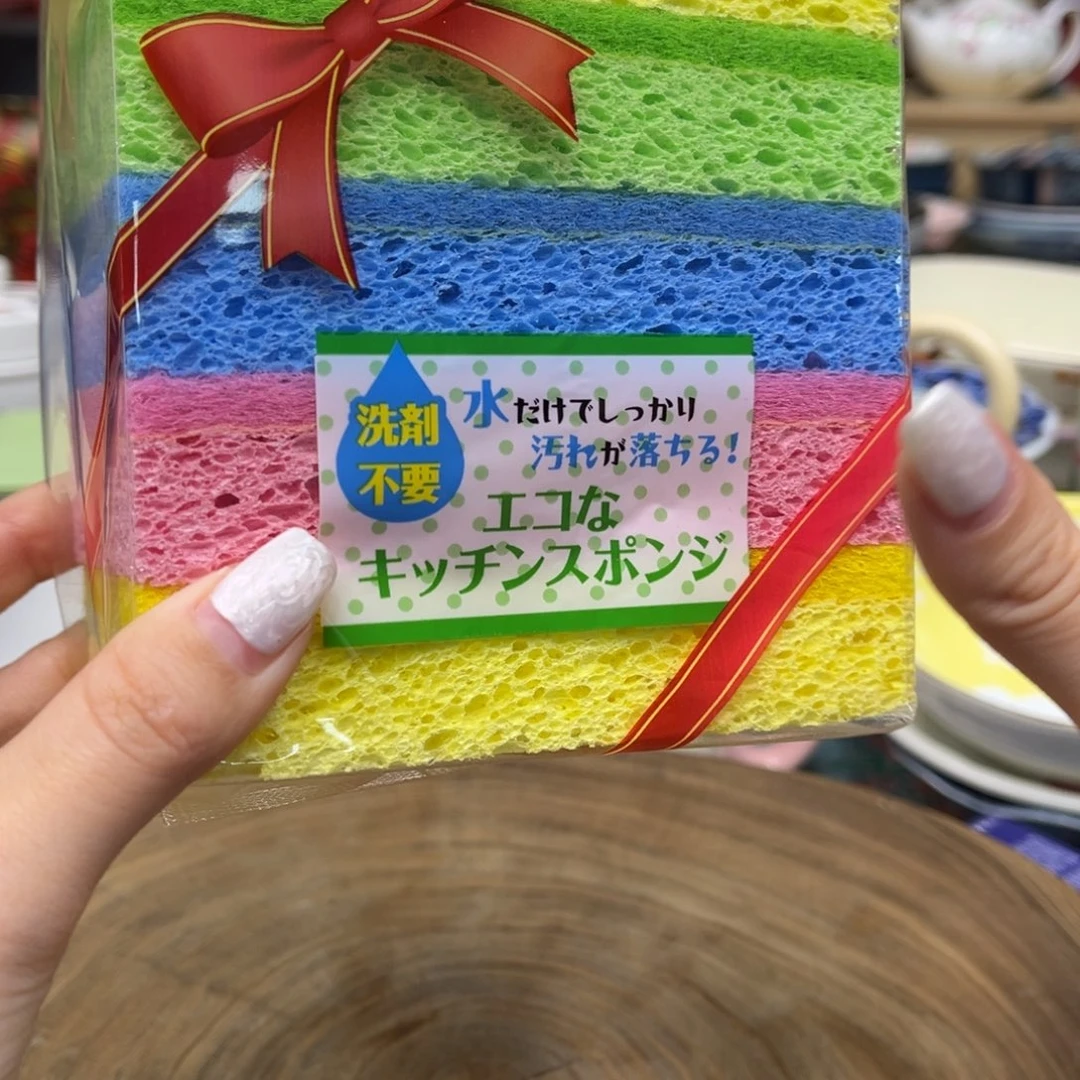 洗剤
不要
水だけでしっかり
汚れが落ちる!
エコな
キッチンスポンジ